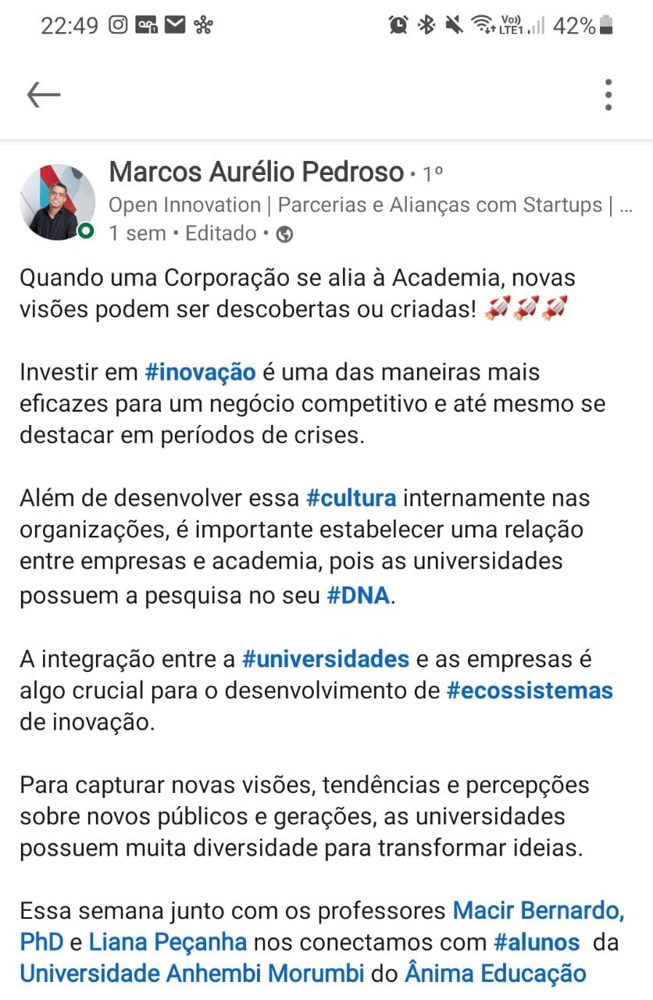 22:49 42%
Vo))
LTE1
Marcos Aurélio Pedroso • 1º
Open Innovation | Parcerias e Alianças com Startups | ...
1 sem • Editado •
Quando uma Corporação se alia à Academia, novas
visões podem ser descobertas ou criadas! 🚀🚀🚀
Investir em #inovação é uma das maneiras mais
eficazes para um negócio competitivo e até mesmo se
destacar em períodos de crises.
Além de desenvolver essa #cultura internamente nas
organizações, é importante estabelecer uma relação
entre empresas e academia, pois as universidades
possuem a pesquisa no seu #DNA.
A integração entre a #universidades e as empresas é
algo crucial para o desenvolvimento de #ecossistemas
de inovação.
Para capturar novas visões, tendências e percepções
sobre novos públicos e gerações, as universidades
possuem muita diversidade para transformar ideias.
Essa semana junto com os professores Macir Bernardo,
PhD e Liana Peçanha nos conectamos com #alunos da
Universidade Anhembi Morumbi do Ânima Educação